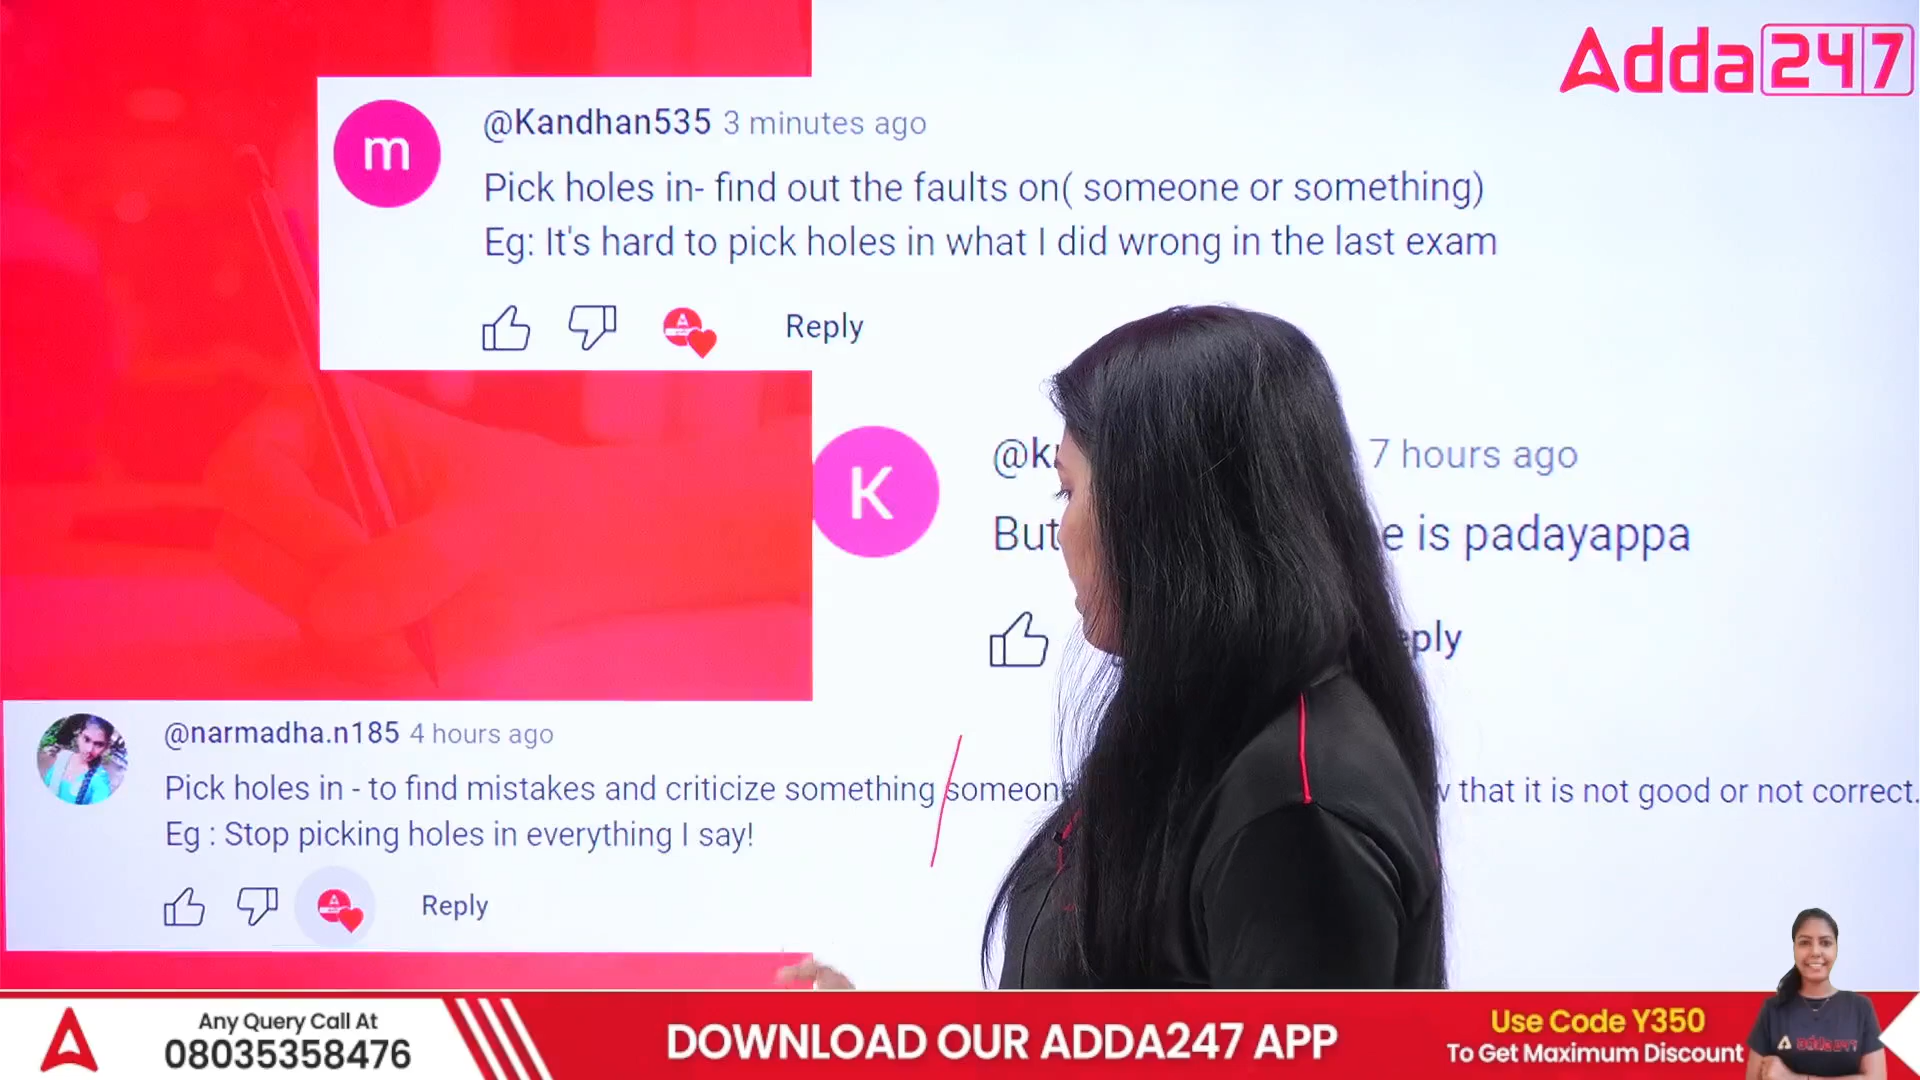 Adda247
m
@Kandhan535 3 minutes ago
Pick holes in- find out the faults on( someone or something)
Eg: It's hard to pick holes in what I did wrong in the last exam
Reply
K
7 hours ago
But is padayappa
@narmadha.n185 4 hours ago
Pick holes in - to find mistakes and criticize something that it is not good or not correct.
Eg : Stop picking holes in everything I say!
Reply
Any Query Call At
08035358476
DOWNLOAD OUR ADDA247 APP
Use Code Y350
To Get Maximum Discount
adda247